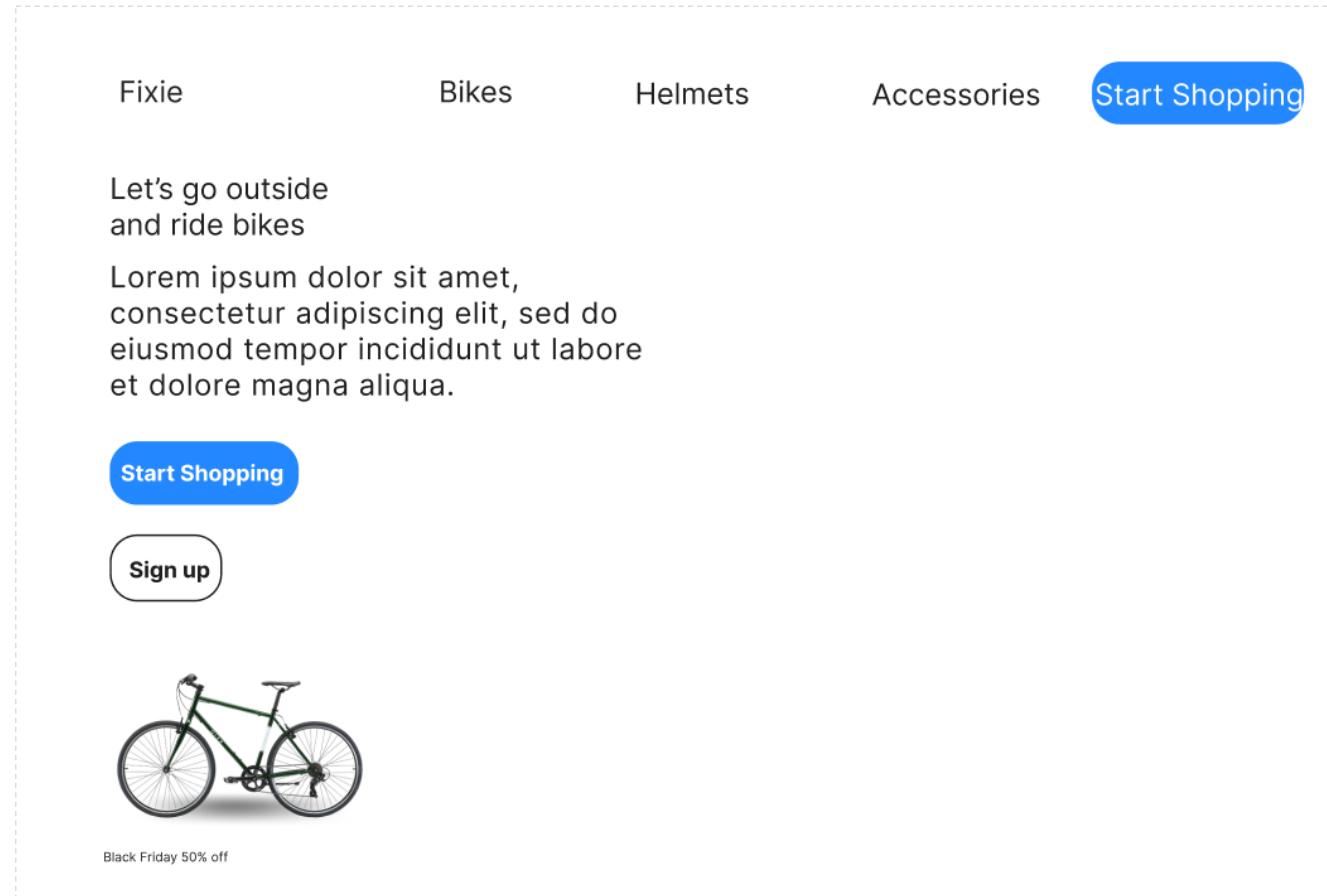 Fixie
Bikes
Helmets
Accessories
Start Shopping
Let’s go outside
and ride bikes
Lorem ipsum dolor sit amet,
consectetur adipiscing elit, sed do
eiusmod tempor incididunt ut labore
et dolore magna aliqua.
Start Shopping
Sign up
Black Friday 50% off